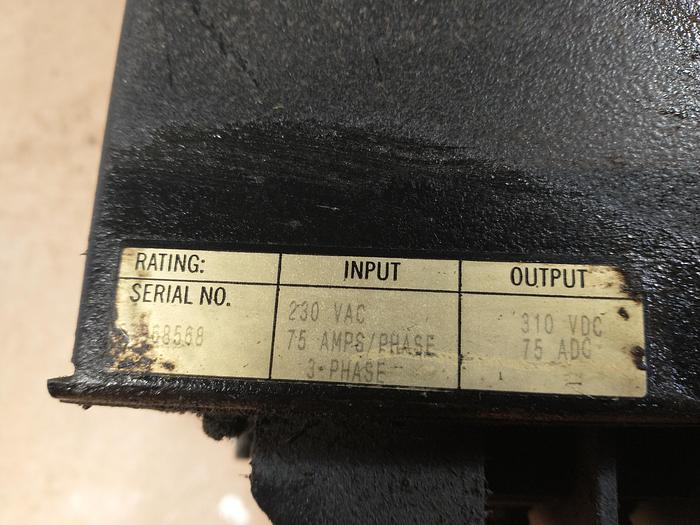 RATING:
INPUT
OUTPUT
SERIAL NO.
230 VAC
75 AMPS/PHASE
3-PHASE
310 VDC
75 ADC